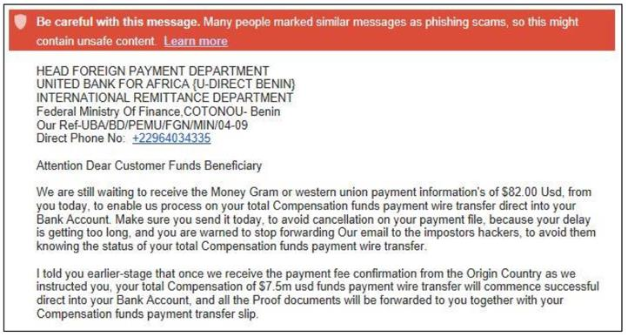 Be careful with this message. Many people marked similar messages as phishing scams, so this might
contain unsafe content. Learn more
HEAD FOREIGN PAYMENT DEPARTMENT
UNITED BANK FOR AFRICA {U-DIRECT BENIN}
INTERNATIONAL REMITTANCE DEPARTMENT
Federal Ministry Of Finance,COTONOU- Benin
Our Ref-UBA/BD/PEMU/FGN/MIN/04-09
Direct Phone No: +22964034335
Attention Dear Customer Funds Beneficiary
We are still waiting to receive the Money Gram or western union payment information's of $82.00 Usd, from
you today, to enable us process on your total Compensation funds payment wire transfer direct into your
Bank Account. Make sure you send it today, to avoid cancellation on your payment file, because your delay
is getting too long, and you are warned to stop forwarding Our email to the impostors hackers, to avoid them
knowing the status of your total Compensation funds payment wire transfer.
I told you earlier-stage that once we receive the payment fee confirmation from the Origin Country as we
instructed you, your total Compensation of $7.5m usd funds payment wire transfer will commence successful
direct into your Bank Account, and all the Proof documents will be forwarded to you together with your
Compensation funds payment transfer slip.